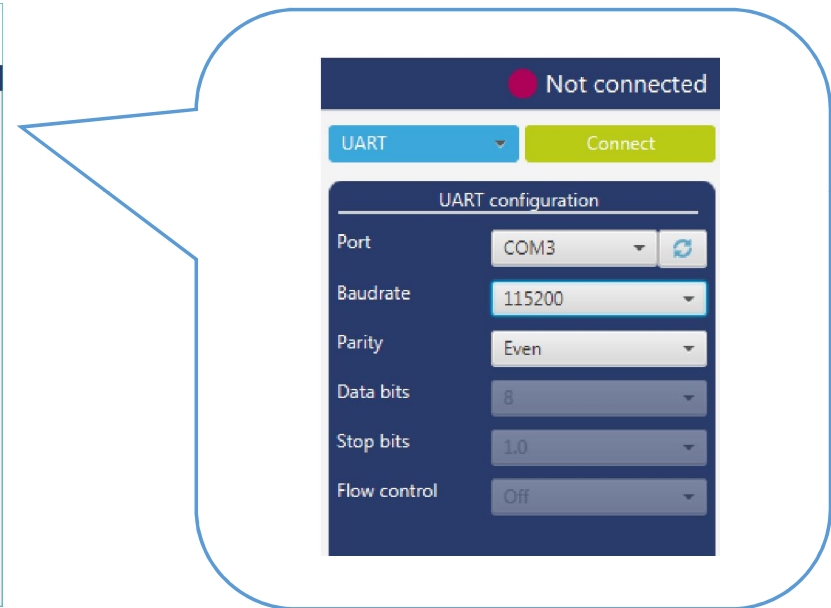 Not connected
UART Connect
UART configuration
Port COM3
Baudrate 115200
Parity Even
Data bits 8
Stop bits 1.0
Flow control Off